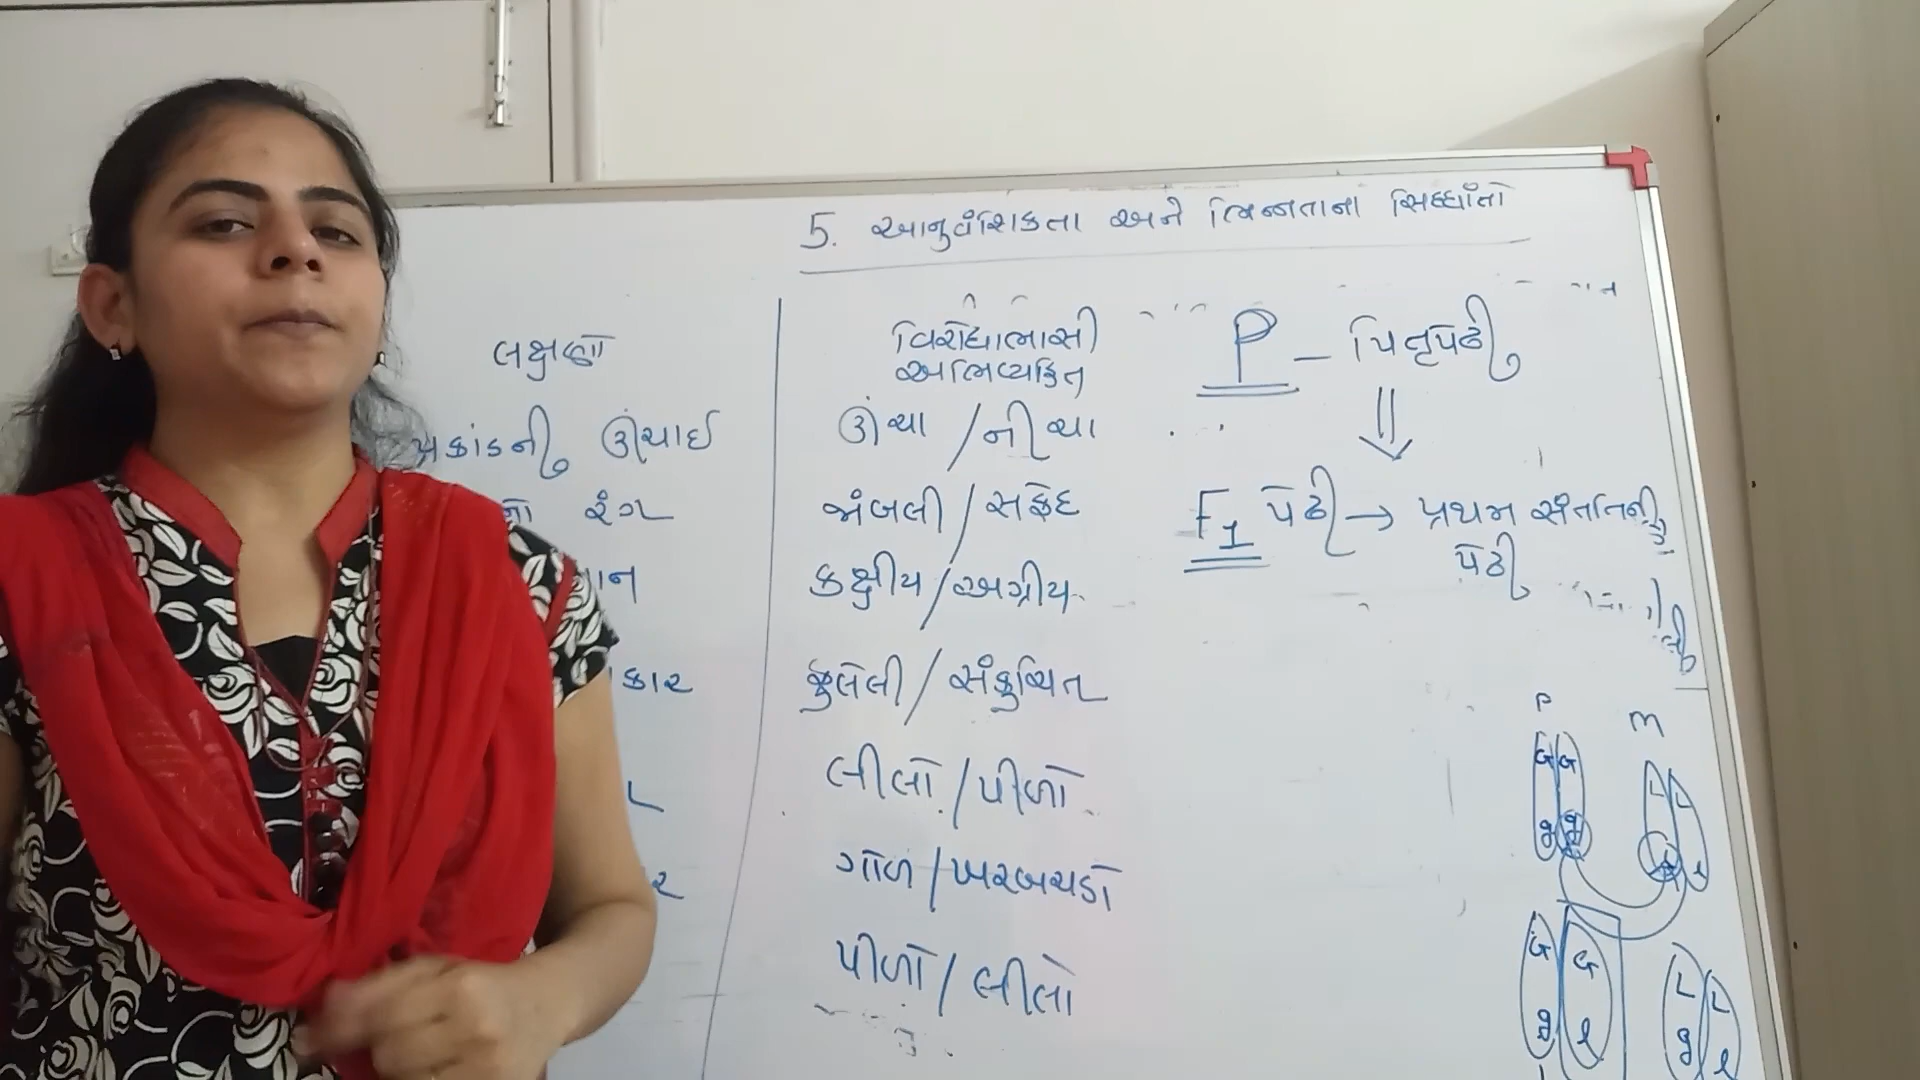 5. આનુવંશિકતા અને ભિન્નતાના સિધ્ધાંતો
લક્ષણો
વિરોધાભાસી
અભિવ્યકિત
પ્રકાંડની ઊંચાઈ
ઊંચા / નીચા
નો રંગ
જાંબલી / સફેદ
ાન
કક્ષીય / અગ્રીય
કાર
ફુલેલી / સંકુચિત
લીલો / પીળો
ગોળ / ખરબચડો
ર
પીળો / લીલો
P - પિતૃપેઢી
F1 પેઢી → પ્રથમ સંતતિની
પેઢી
P
M
G G
L L
g g
l
G G
L L
g l
g l